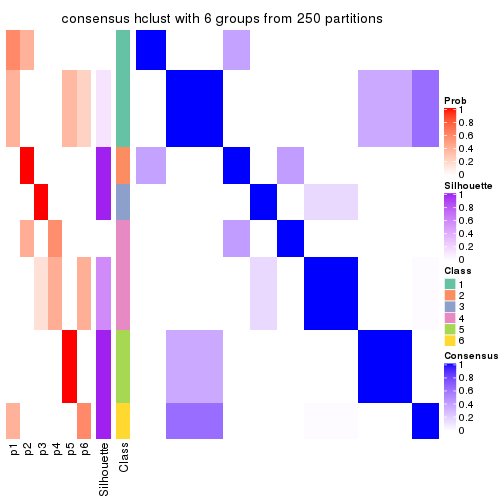 consensus hclust with 6 groups from 250 partitions
Prob
1
0.8
0.6
0.4
0.2
0
Silhouette
1
0.8
0.6
0.4
0.2
0
Class
1
2
3
4
5
6
Consensus
1
0.8
0.6
0.4
0.2
0
p1
p2
p3
p4
p5
p6
Silhouette
Class